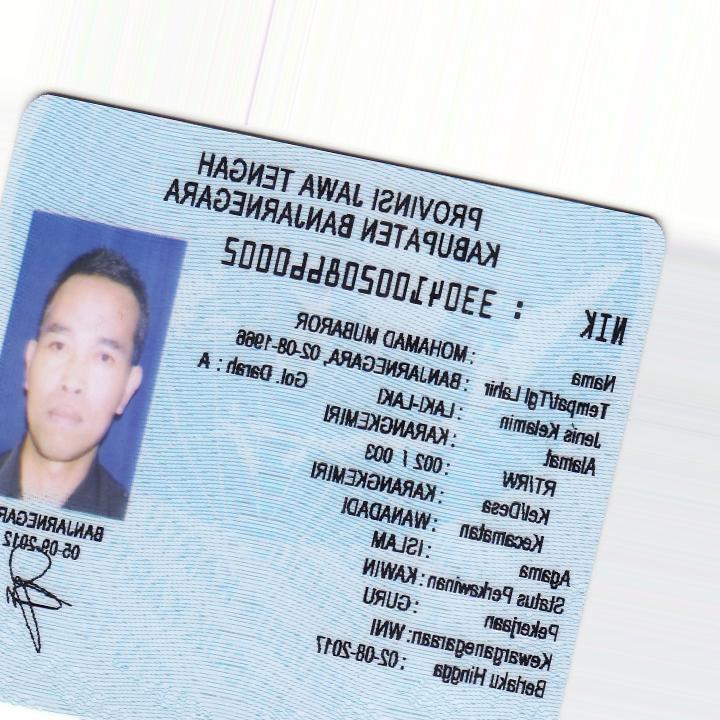 PROVINSI JAWA TENGAH
KABUPATEN BANJARNEGARA
NIK : 3304100208660002
Nama : MOHAMAD MUBAROR
Tempat/Tgl Lahir : BANJARNEGARA, 02-08-1966
Jenis Kelamin : LAKI-LAKI Gol. Darah : A
Alamat : KARANGKEMIRI
RT/RW : 002 / 003
Kel/Desa : KARANGKEMIRI
Kecamatan : WANADADI
Agama : ISLAM
Status Perkawinan : KAWIN
Pekerjaan : GURU
Kewarganegaraan: WNI
Berlaku Hingga : 02-08-2017
05-09-2012